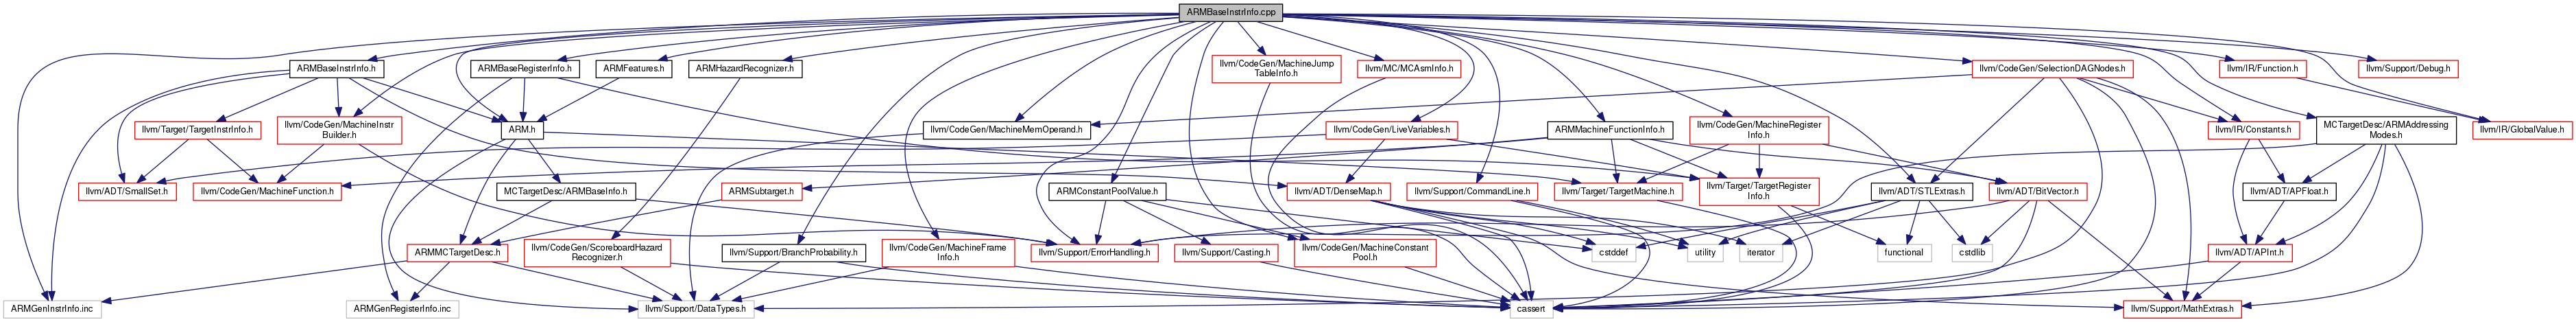 ARMBaseInstrInfo.cpp
ARMBaseInstrInfo.h
ARMBaseRegisterInfo.h
ARMFeatures.h
ARMHazardRecognizer.h
llvm/CodeGen/MachineJump
TableInfo.h
llvm/MC/MCAsmInfo.h
llvm/CodeGen/SelectionDAGNodes.h
llvm/IR/Function.h
llvm/Support/Debug.h
llvm/Target/TargetInstrInfo.h
llvm/CodeGen/MachineInstr
Builder.h
ARM.h
llvm/CodeGen/MachineMemOperand.h
llvm/CodeGen/LiveVariables.h
ARMMachineFunctionInfo.h
llvm/CodeGen/MachineRegister
Info.h
llvm/IR/Constants.h
MCTargetDesc/ARMAddressing
Modes.h
llvm/IR/GlobalValue.h
llvm/ADT/SmallSet.h
llvm/CodeGen/MachineFunction.h
MCTargetDesc/ARMBaseInfo.h
ARMSubtarget.h
ARMConstantPoolValue.h
llvm/ADT/DenseMap.h
llvm/Support/CommandLine.h
llvm/Target/TargetMachine.h
llvm/Target/TargetRegister
Info.h
llvm/ADT/STLExtras.h
llvm/ADT/BitVector.h
llvm/ADT/APFloat.h
ARMMCTargetDesc.h
llvm/CodeGen/ScoreboardHazard
Recognizer.h
llvm/Support/BranchProbability.h
llvm/CodeGen/MachineFrame
Info.h
llvm/Support/ErrorHandling.h
llvm/Support/Casting.h
llvm/CodeGen/MachineConstant
Pool.h
cstddef
utility
iterator
functional
cstdlib
llvm/ADT/APInt.h
ARMGenInstrInfo.inc
ARMGenRegisterInfo.inc
llvm/Support/DataTypes.h
cassert
llvm/Support/MathExtras.h